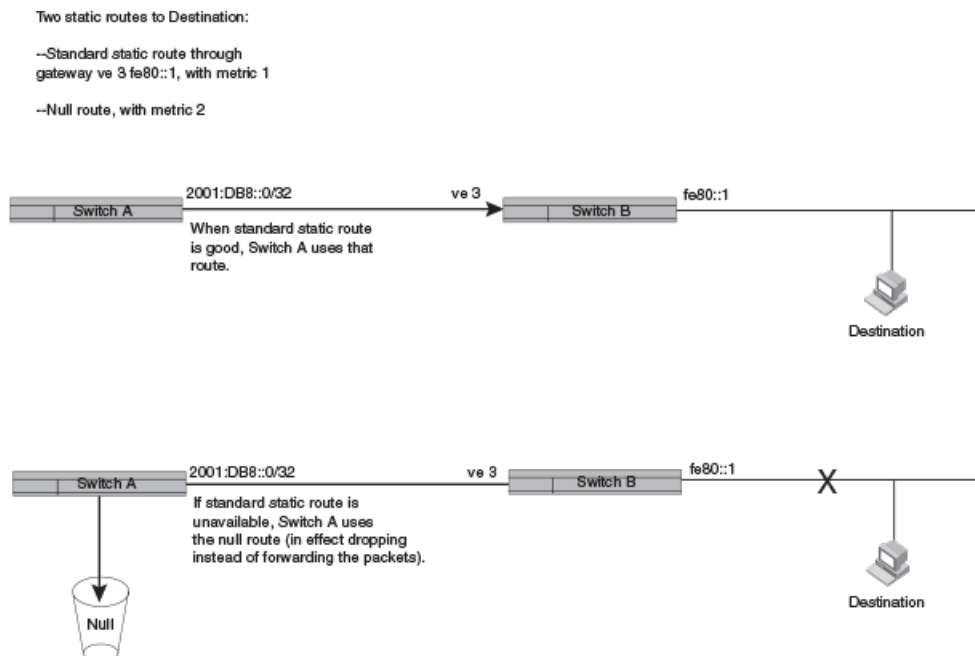 Two static routes to Destination:
--Standard static route through
gateway ve 3 fe80::1, with metric 1
--Null route, with metric 2
2001:DB8::0/32
ve 3
fe80::1
Switch A
Switch B
When standard static route
is good, Switch A uses that
route.
Destination
2001:DB8::0/32
ve 3
fe80::1
Switch A
Switch B
X
If standard static route is
unavailable, Switch A uses
the null route (in effect dropping
instead of forwarding the packets).
Destination
Null